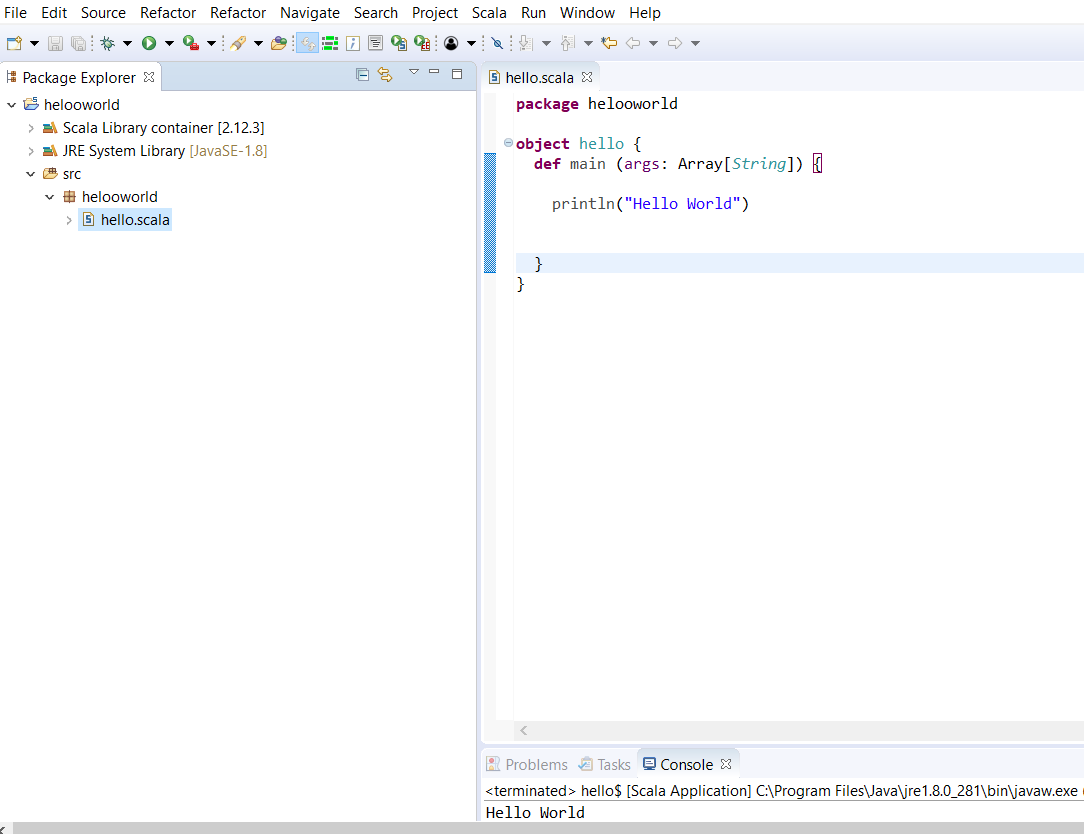 File Edit Source Refactor Refactor Navigate Search Project Scala Run Window Help
Package Explorer
helooworld
Scala Library container [2.12.3]
JRE System Library [JavaSE-1.8]
src
helooworld
hello.scala
hello.scala
package helooworld
object hello {
def main (args: Array[String]) {
println("Hello World")
}
}
Problems Tasks Console
<terminated> hello$ [Scala Application] C:\Program Files\Java\jre1.8.0_281\bin\javaw.exe (
Hello World